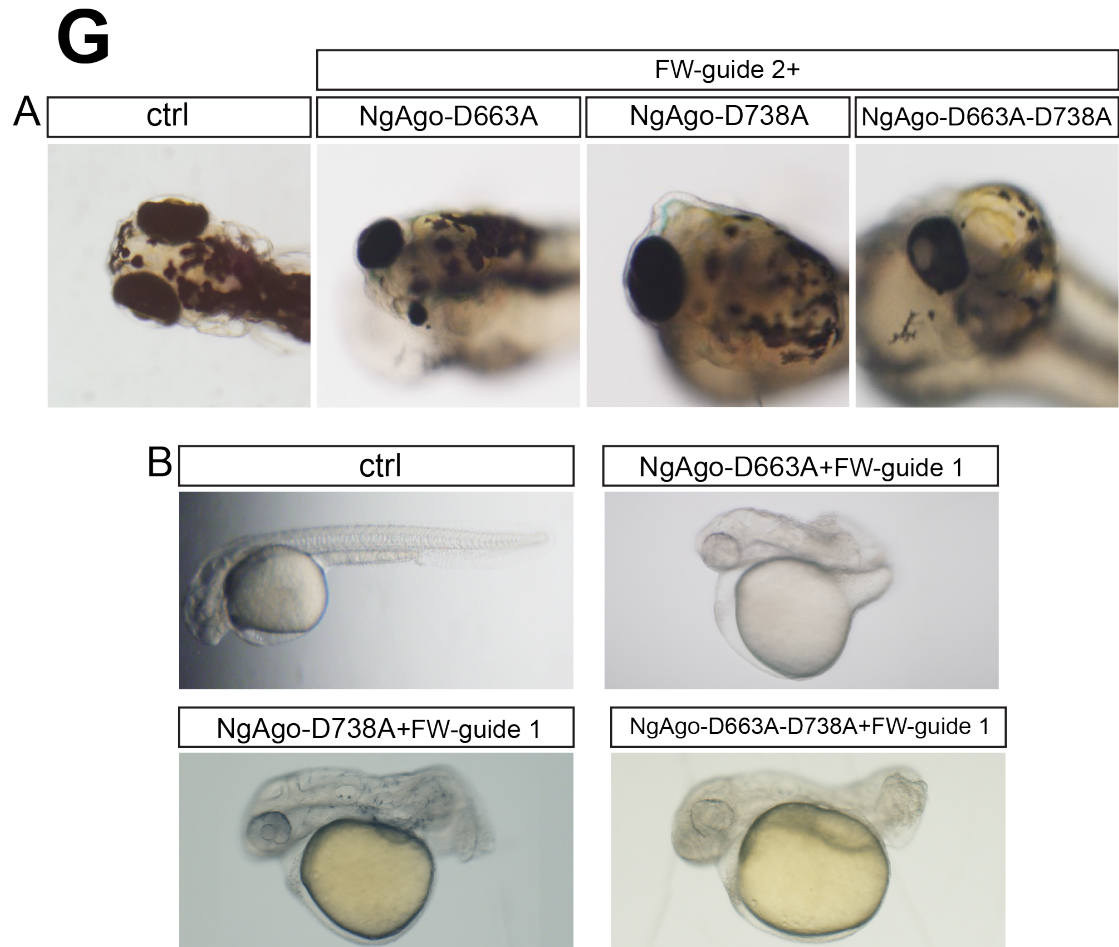 G
FW-guide 2+
A
ctrl
NgAgo-D663A
NgAgo-D738A
NgAgo-D663A-D738A
B
ctrl
NgAgo-D663A+FW-guide 1
NgAgo-D738A+FW-guide 1
NgAgo-D663A-D738A+FW-guide 1